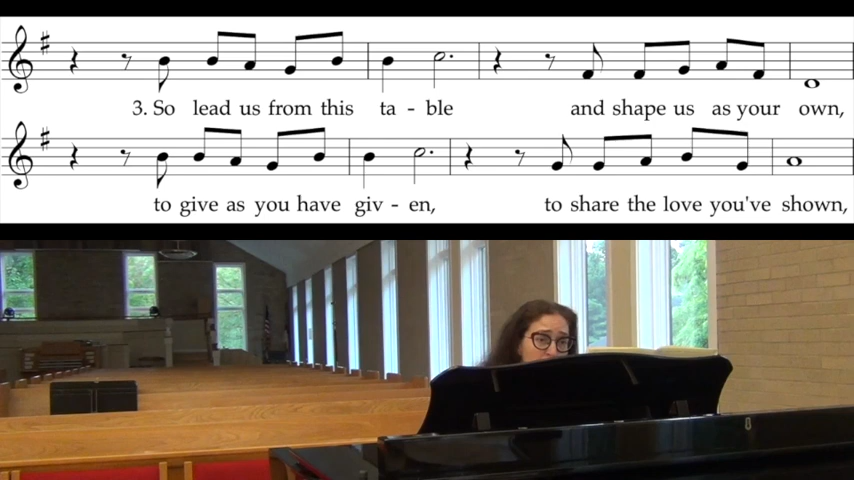 3. So lead us from this ta - ble and shape us as your own,
to give as you have giv - en, to share the love you've shown,